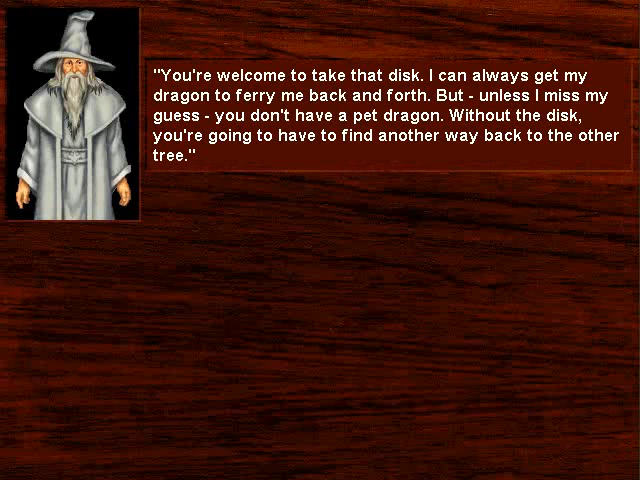 "You're welcome to take that disk. I can always get my
dragon to ferry me back and forth. But - unless I miss my
guess - you don't have a pet dragon. Without the disk,
you're going to have to find another way back to the other
tree."